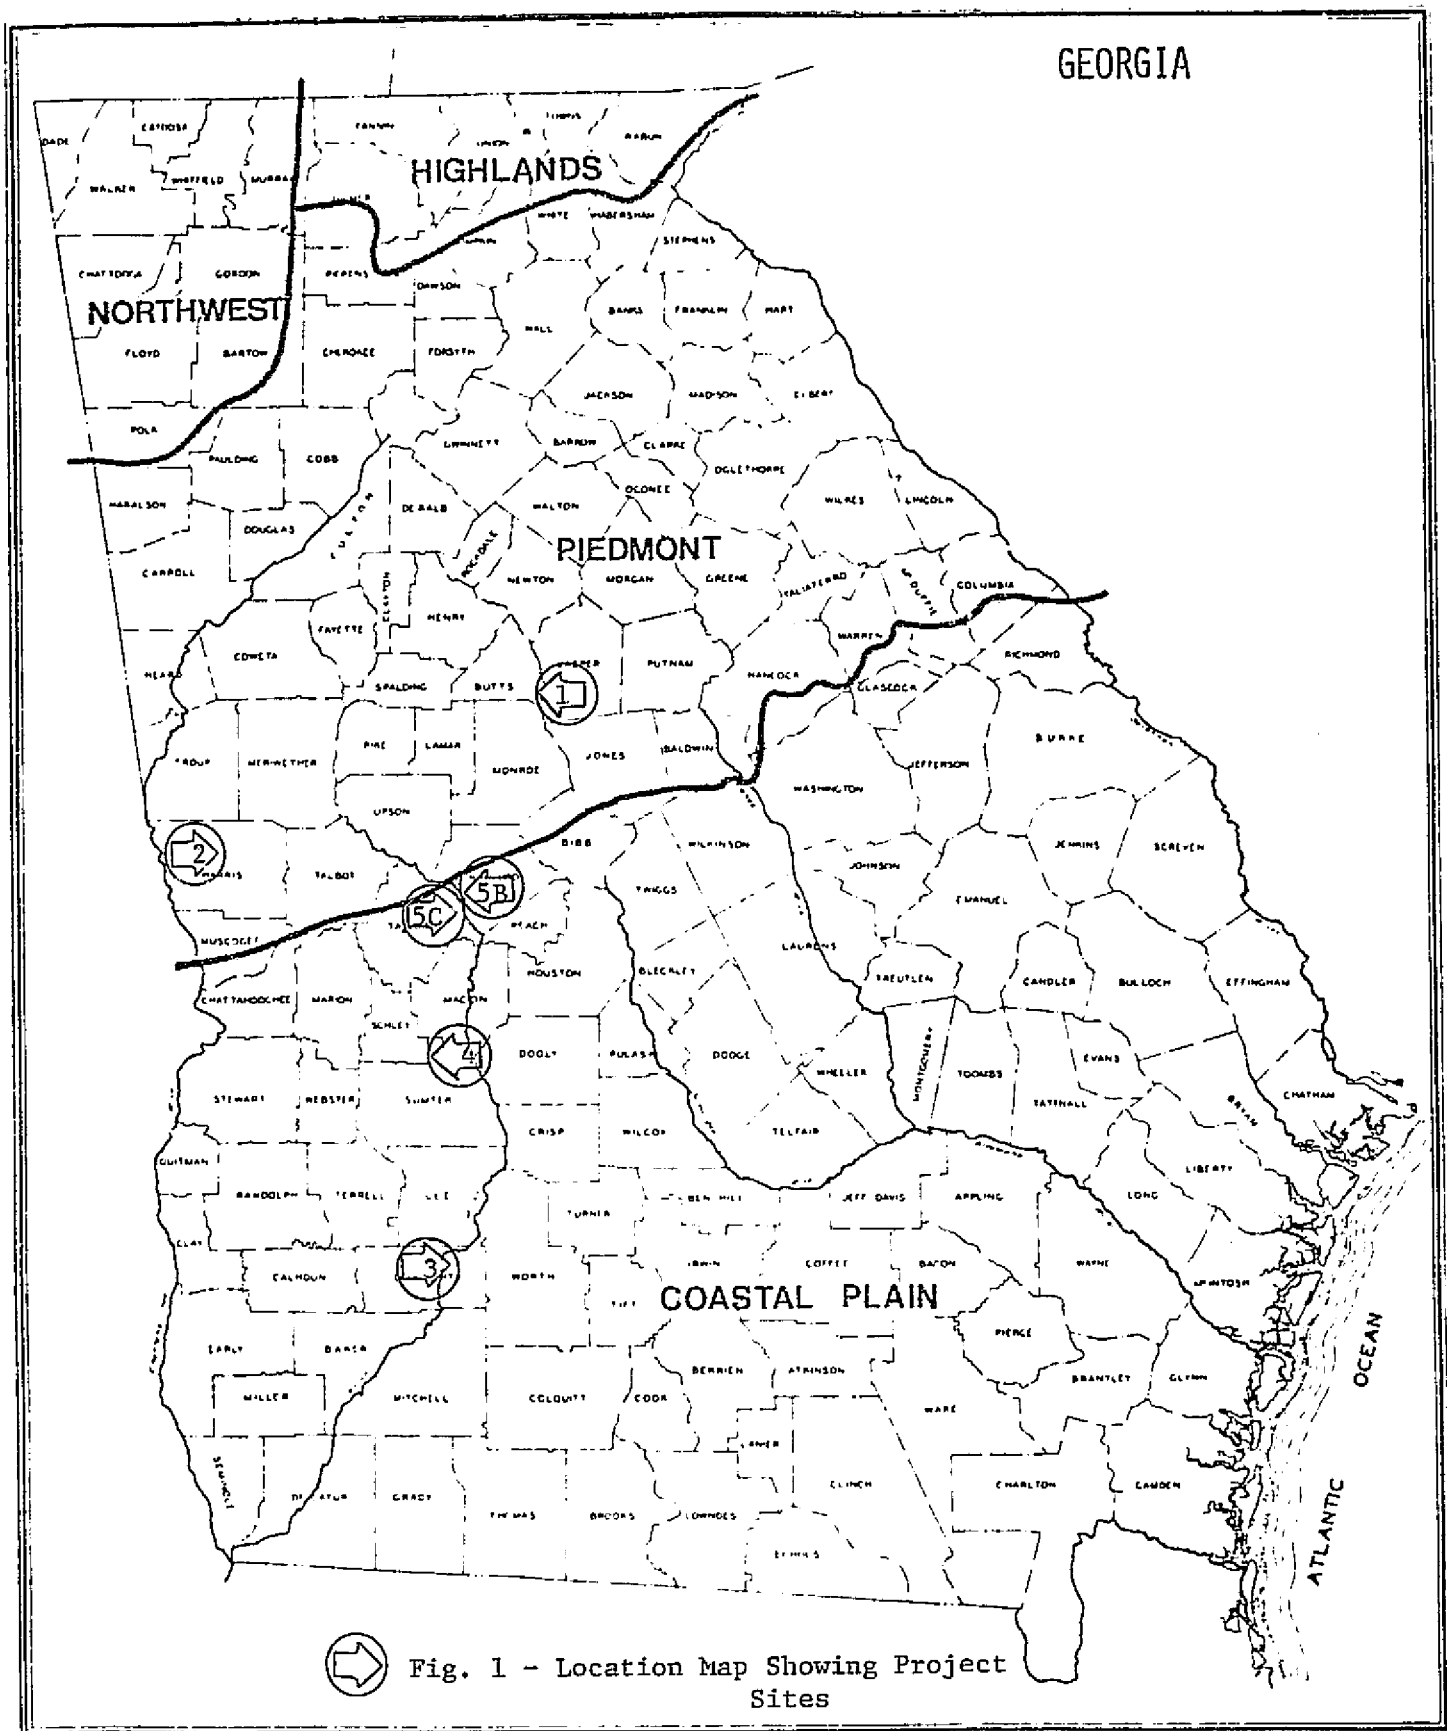 GEORGIA
TOWNS
FANNIN
UNION
RABUN
DADE
CATOOSA
WALKER
WHITFIELD
MURRAY
HIGHLANDS
WHITE
HABERSHAM
STEPHENS
CHATTOOGA
GORDON
PICKENS
DAWSON
NORTHWEST
HALL
BANKS
FRANKLIN
HART
FLOYD
BARTOW
CHEROKEE
FORSYTH
JACKSON
MADISON
ELBERT
POLK
PAULDING
COBB
GWINNETT
BARROW
CLARKE
OGLETHORPE
HARALSON
DOUGLAS
FULTON
DEKALB
WALTON
OCONEE
WILKES
LINCOLN
PIEDMONT
CARROLL
CLAYTON
ROCKDALE
NEWTON
MORGAN
GREENE
TALIAFERRO
MCDUFFIE
COLUMBIA
FAYETTE
HENRY
WARREN
RICHMOND
HEARD
COWETA
SPALDING
BUTTS
JASPER
PUTNAM
HANCOCK
GLASCOCK
1
TROUP
MERIWETHER
PIKE
LAMAR
MONROE
JONES
BALDWIN
WASHINGTON
JEFFERSON
BURKE
UPSON
2
HARRIS
TALBOT
BIBB
WILKINSON
JOHNSON
JENKINS
SCREVEN
5B
5C
TWIGGS
EMANUEL
MUSCOGEE
PEACH
LAURENS
CHATTAHOOCHEE
MARION
MACON
HOUSTON
BLECKLEY
TREUTLEN
CANDLER
BULLOCH
EFFINGHAM
SCHLEY
4
DOOLY
PULASKI
DODGE
WHEELER
MONTGOMERY
TOOMBS
EVANS
TATTNALL
BRYAN
CHATHAM
STEWART
WEBSTER
SUMTER
CRISP
WILCOX
TELFAIR
QUITMAN
RANDOLPH
TERRELL
LEE
TURNER
BEN HILL
JEFF DAVIS
APPLING
LONG
LIBERTY
CLAY
CALHOUN
3
WORTH
TIFT
IRWIN
COFFEE
BACON
WAYNE
MCINTOSH
COASTAL PLAIN
EARLY
BAKER
PIERCE
MILLER
MITCHELL
COLQUITT
COOK
BERRIEN
ATKINSON
WARE
BRANTLEY
GLYNN
LANIER
SEMINOLE
DECATUR
GRADY
THOMAS
BROOKS
LOWNDES
ECHOLS
CLINCH
CHARLTON
CAMDEN
ATLANTIC OCEAN
Fig. 1 - Location Map Showing Project
Sites